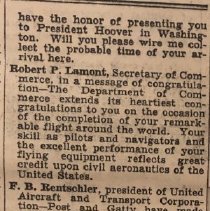 have the honor of presenting you
to President Hoover in Washing-
ton. Will you please wire me col-
lect the probable time of your ar-
rival here.
Robert P. Lamont, Secretary of Com-
merce, in a message of congratula-
tion—The Department of Com-
merce extends its heartiest con-
gratulations to you on the occasion
of the completion of your remark-
able flight around the world. Your
skill as pilots and navigators and
the excellent performance of your
flying equipment reflects great
credit upon civil aeronautics of the
United States.
F. B. Rentschler, president of United
Aircraft and Transport Corpora-
tion—Post and Gatty have made